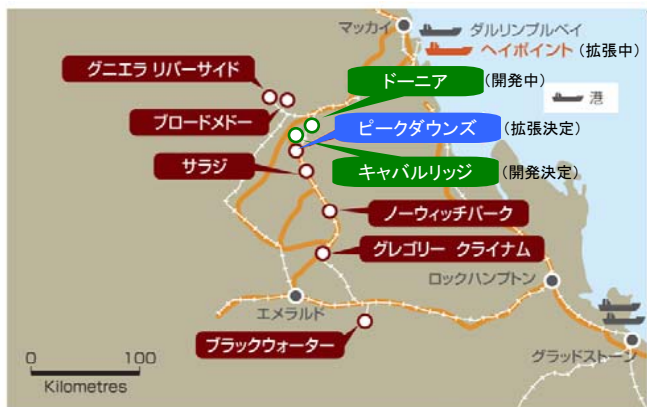 マッカイ
ダルリンプルベイ
ヘイポイント (拡張中)
グニエラ リバーサイド
ドーニア (開発中)
港
ブロードメドー
ピークダウンズ (拡張決定)
サラジ
キャバルリッジ (開発決定)
ノーウィッチパーク
グレゴリー クライナム
ロックハンプトン
エメラルド
ブラックウォーター
グラッドストーン
0 100
Kilometres